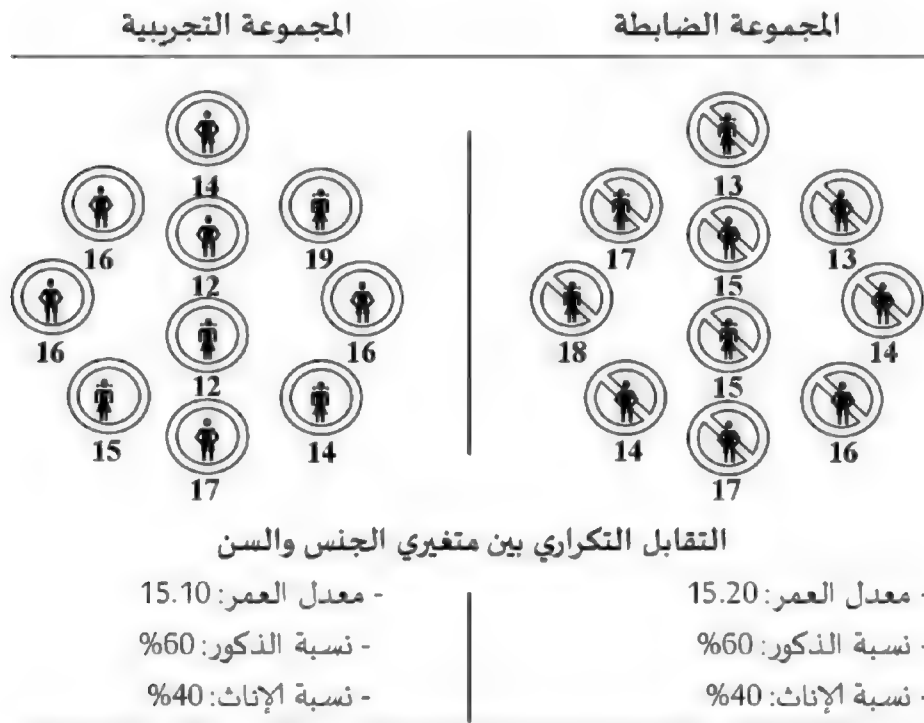 المجموعة الضابطة
المجموعة التجريبية
13
17
13
15
18
14
15
14
16
17
14
16
19
12
16
16
12
15
14
17
التقابل التكراري بين متغيري الجنس والسن
- معدل العمر: 15.20
- نسبة الذكور: 60%
- نسبة الإناث: 40%
- معدل العمر: 15.10
- نسبة الذكور: 60%
- نسبة الإناث: 40%